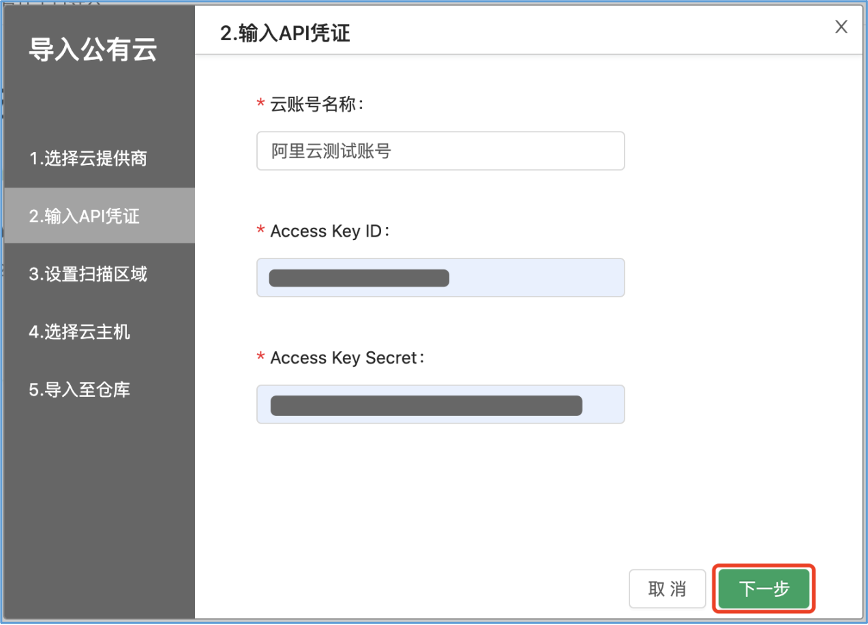 导入公有云
1.选择云提供商
2.输入API凭证
3.设置扫描区域
4.选择云主机
5.导入至仓库
2.输入API凭证
* 云账号名称:
阿里云测试账号
* Access Key ID:
* Access Key Secret:
取 消
下一步